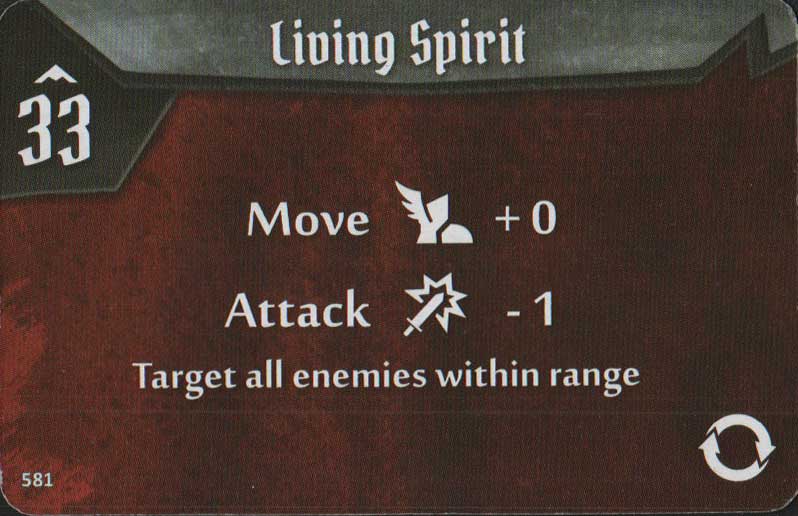 Living Spirit
33
Move + 0
Attack - 1
Target all enemies within range
581